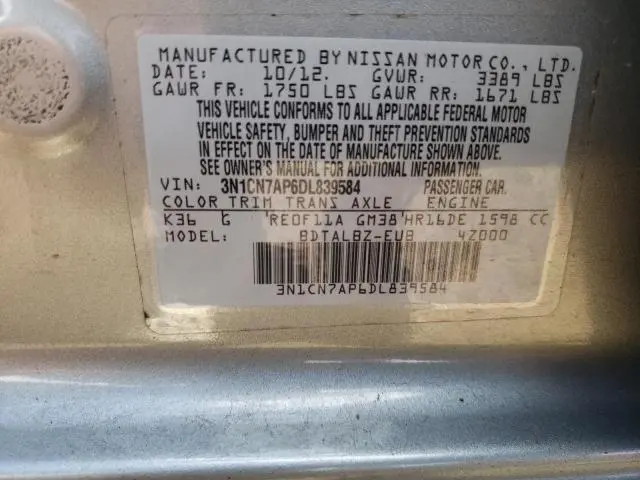 MANUFACTURED BY NISSAN MOTOR CO., LTD.
DATE: 10/12. GVWR: 3389 LBS
GAWR FR: 1750 LBS GAWR RR: 1671 LBS
THIS VEHICLE CONFORMS TO ALL APPLICABLE FEDERAL MOTOR
VEHICLE SAFETY, BUMPER AND THEFT PREVENTION STANDARDS
IN EFFECT ON THE DATE OF MANUFACTURE SHOWN ABOVE.
SEE OWNER'S MANUAL FOR ADDITIONAL INFORMATION.
VIN: 3N1CN7AP6DL839584 PASSENGER CAR.
COLOR TRIM TRANS AXLE ENGINE
K36 G RE0F11A GM38 HR16DE 1598 CC
MODEL: BDTALBZ-EUB 4Z000
3N1CN7AP6DL839584